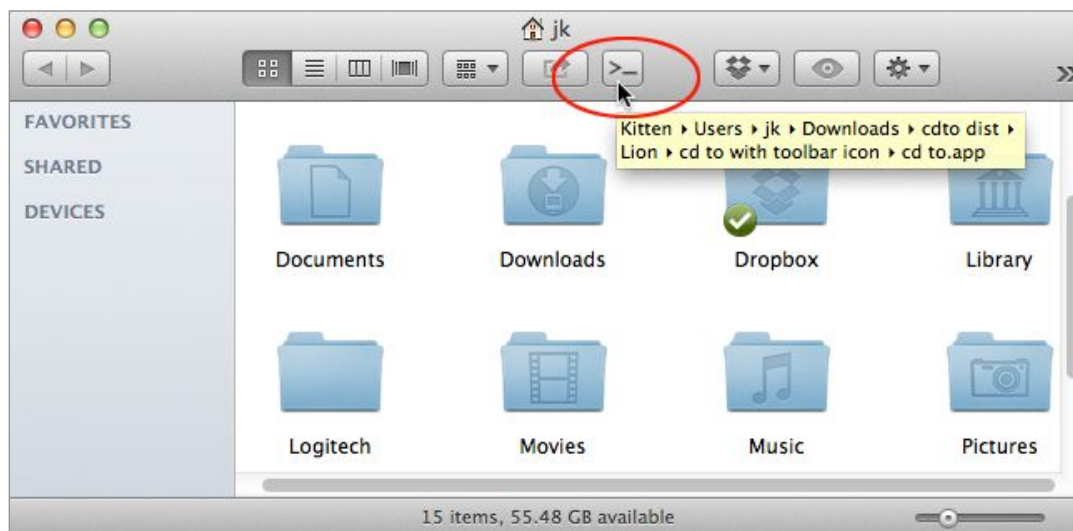 jk
>_
FAVORITES
SHARED
DEVICES
Kitten ▸ Users ▸ jk ▸ Downloads ▸ cdto dist ▸
Lion ▸ cd to with toolbar icon ▸ cd to.app
Documents
Downloads
Dropbox
Library
Logitech
Movies
Music
Pictures
15 items, 55.48 GB available